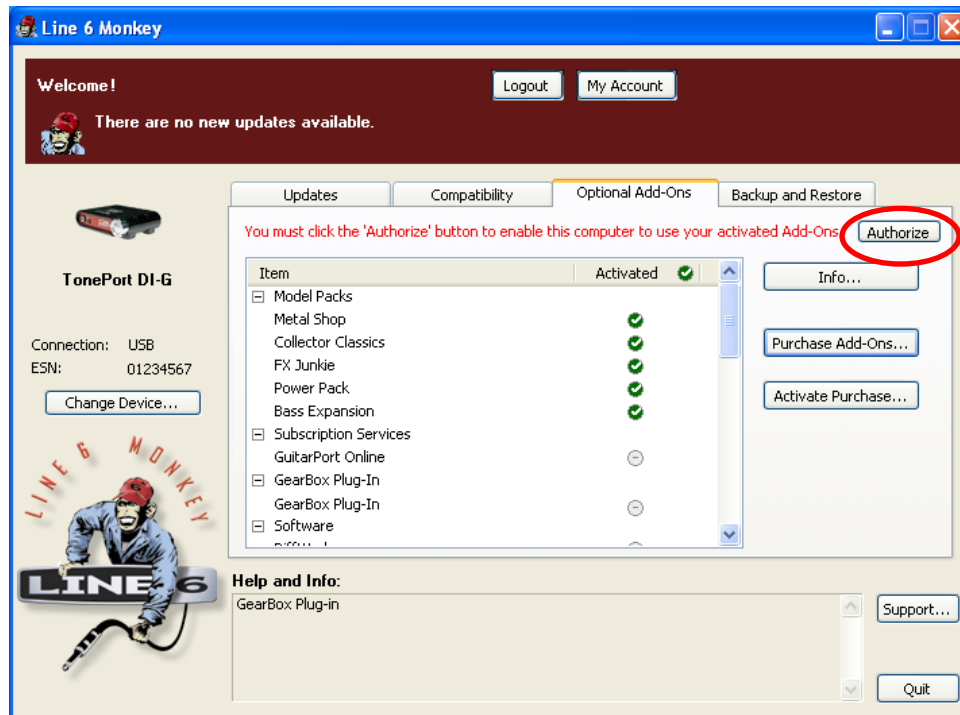 Line 6 Monkey
Welcome!
Logout
My Account
There are no new updates available.
Updates
Compatibility
Optional Add-Ons
Backup and Restore
You must click the 'Authorize' button to enable this computer to use your activated Add-Ons
Authorize
TonePort DI-G
Item
Activated
Info...
Model Packs
Metal Shop
Connection: USB
Collector Classics
Purchase Add-Ons...
ESN: 01234567
FX Junkie
Power Pack
Change Device...
Activate Purchase...
Bass Expansion
Subscription Services
GuitarPort Online
GearBox Plug-In
GearBox Plug-In
Software
LINE 6 MONKEY
LINE 6
Help and Info:
GearBox Plug-in
Support...
Quit